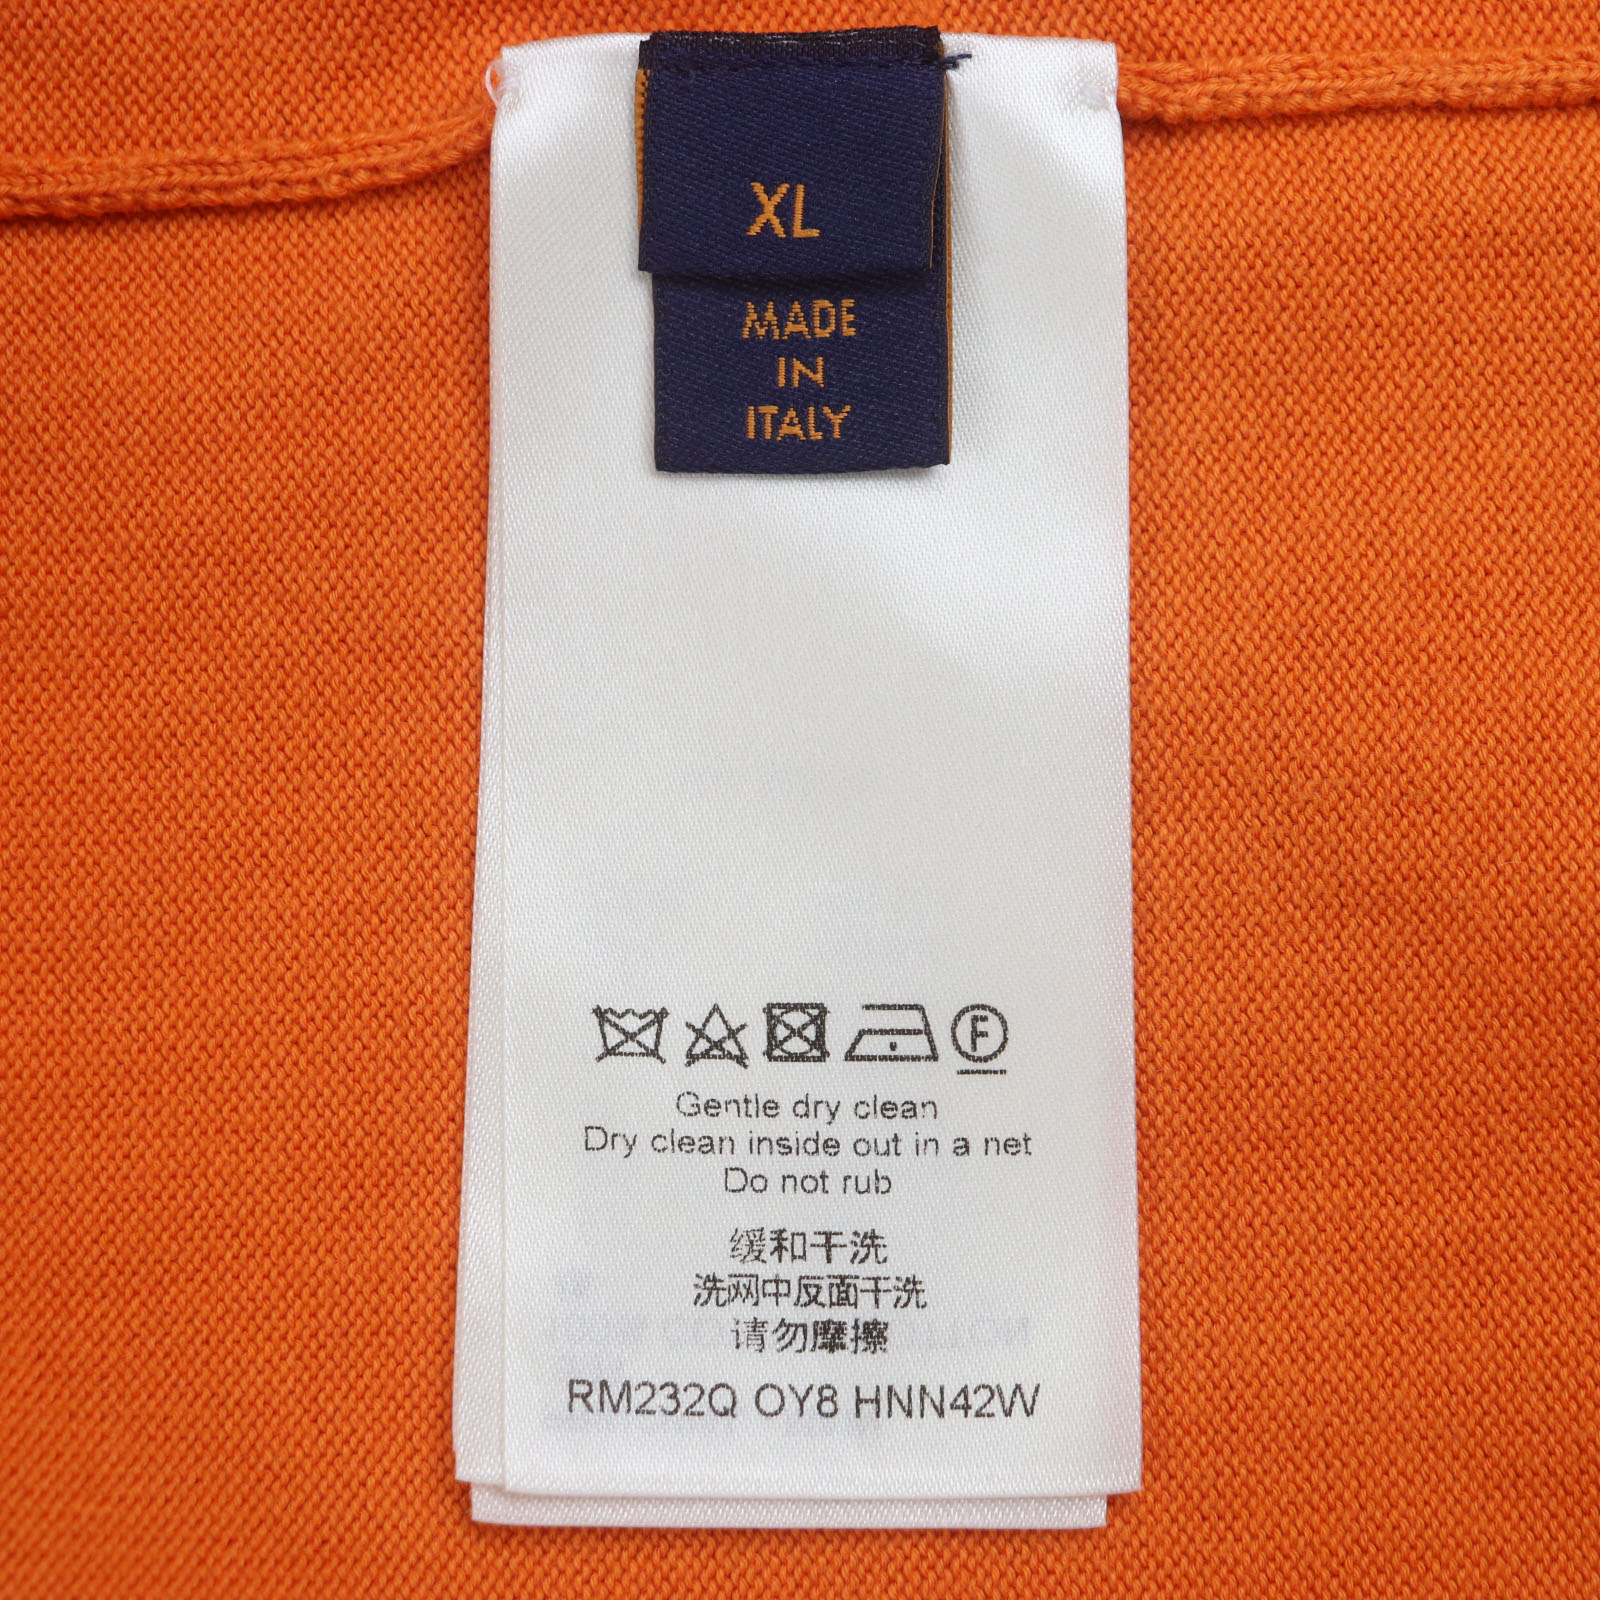 XL
MADE
IN
ITALY
F
Gentle dry clean
Dry clean inside out in a net
Do not rub
缓和干洗
洗网中反面干洗
请勿摩擦
RM232Q OY8 HNN42W